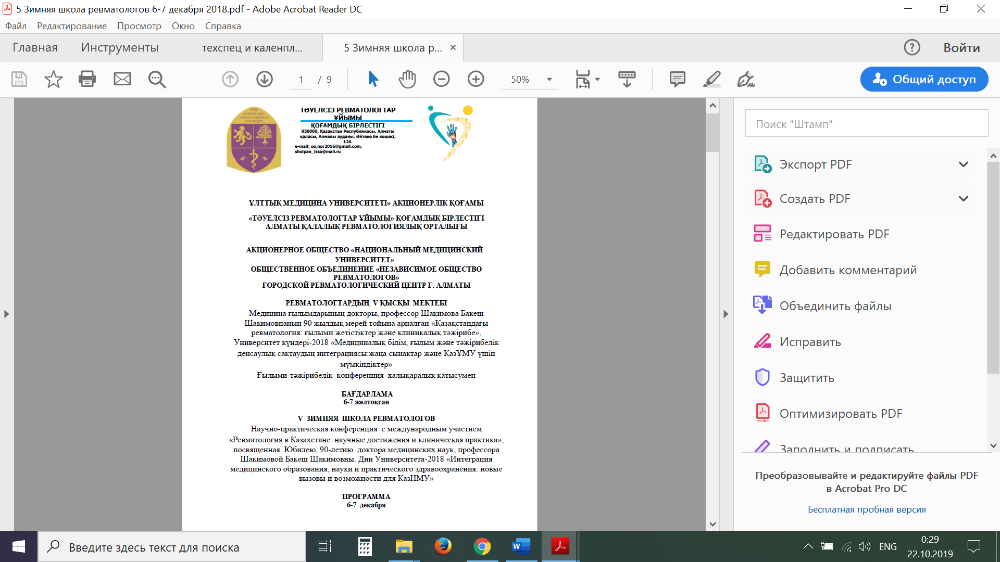 5 Зимняя школа ревматологов 6-7 декабря 2018.pdf - Adobe Acrobat Reader DC
Файл Редактирование Просмотр Окно Справка
Главная Инструменты техспец и каленпл... 5 Зимняя школа р... Войти
1 / 9 50% Общий доступ
1930
ASFENDIYAROV
NATIONAL MEDICAL
UNIVERSITY
ТӘУЕЛСІЗ РЕВМАТОЛОГТАР
ҰЙЫМЫ
ҚОҒАМДЫҚ БІРЛЕСТІГІ
050000, Қазақстан Республикасы, Алматы
қаласы, Алмалы ауданы, Әйтеке би көшесі,
116.
e-mail: oo.nor2016@gmail.com,
sholpan_issa@mail.ru
ҰЛТТЫҚ МЕДИЦИНА УНИВЕРСИТЕТІ» АКЦИОНЕРЛІК ҚОҒАМЫ
«ТӘУЕЛСІЗ РЕВМАТОЛОГТАР ҰЙЫМЫ» ҚОҒАМДЫҚ БІРЛЕСТІГІ
АЛМАТЫ ҚАЛАЛЫҚ РЕВМАТОЛОГИЯЛЫҚ ОРТАЛЫҒЫ
АКЦИОНЕРНОЕ ОБЩЕСТВО «НАЦИОНАЛЬНЫЙ МЕДИЦИНСКИЙ
УНИВЕРСИТЕТ»
ОБЩЕСТВЕННОЕ ОБЪЕДИНЕНИЕ «НЕЗАВИСИМОЕ ОБЩЕСТВО
РЕВМАТОЛОГОВ»
ГОРОДСКОЙ РЕВМАТОЛОГИЧЕСКИЙ ЦЕНТР Г. АЛМАТЫ
РЕВМАТОЛОГТАРДЫҢ V ҚЫСҚЫ МЕКТЕБІ
Медицина ғылымдарының докторы, профессор Шакимова Бакеш
Шакимовнаның 90 жылдық мерей тойына арналған «Қазақстандағы
ревматология: ғылыми жетістіктер және клиникалық тәжірибе»,
Университет күндері-2018 «Медициналық білім, ғылым және тәжірибелік
денсаулық сақтаудың интеграциясы:жаңа сынақтар және ҚазҰМУ үшін
мүмкіндіктер»
Ғылыми-тәжірибелік конференция халықаралық қатысумен
БАҒДАРЛАМА
6-7 желтоқсан
V ЗИМНЯЯ ШКОЛА РЕВМАТОЛОГОВ
Научно-практическая конференция с международным участием
«Ревматология в Казахстане: научные достижения и клиническая практика»,
посвященная Юбилею, 90-летию доктора медицинских наук, профессора
Шакимовой Бакеш Шакимовны. Дни Университета-2018 «Интеграция
медицинского образования, науки и практического здравоохранения: новые
вызовы и возможности для КазНМУ»
ПРОГРАММА
6-7 декабря
Поиск "Штамп"
Экспорт PDF
Создать PDF
Редактировать PDF
Добавить комментарий
Объединить файлы
Исправить
Защитить
Оптимизировать PDF
Заполнить и подписать
Преобразовывайте и редактируйте файлы PDF
в Acrobat Pro DC
Бесплатная пробная версия
Введите здесь текст для поиска
ENG
0:29
22.10.2019